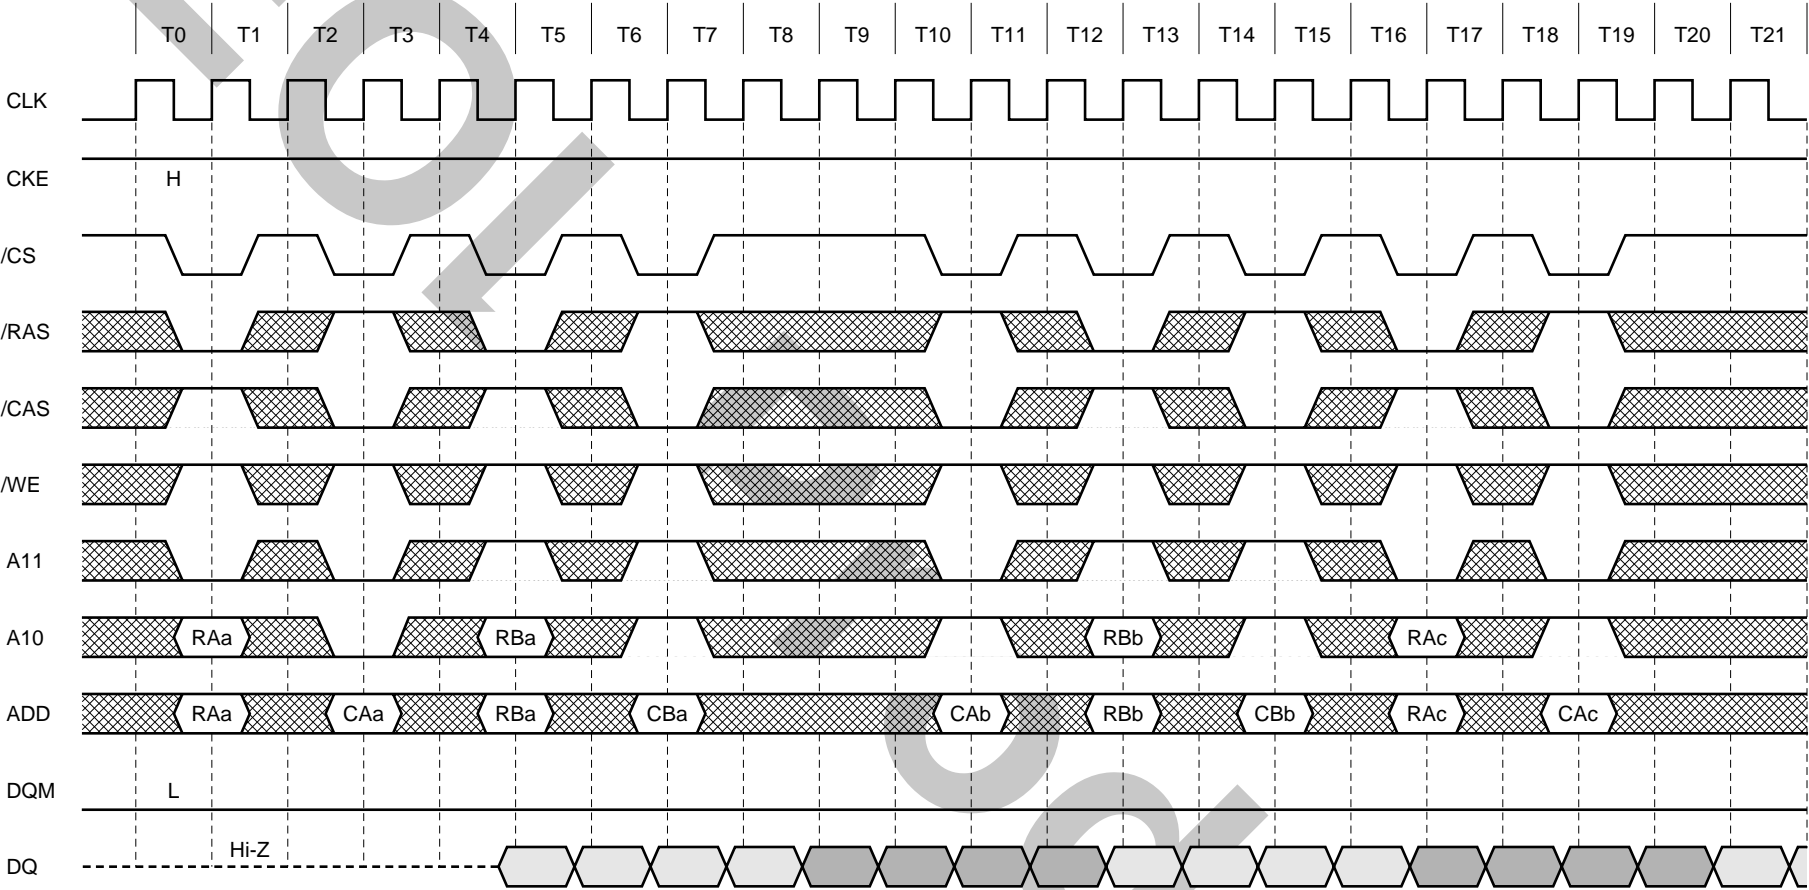 T0 T1 T2 T3 T4 T5 T6 T7 T8 T9 T10 T11 T12 T13 T14 T15 T16 T17 T18 T19 T20 T21
CLK
CKE H
/CS
/RAS
/CAS
/WE
A11
A10 RAa RBa RBb RAc
ADD RAa CAa RBa CBa CAb RBb CBb RAc CAc
DQM L
Hi-Z
DQ